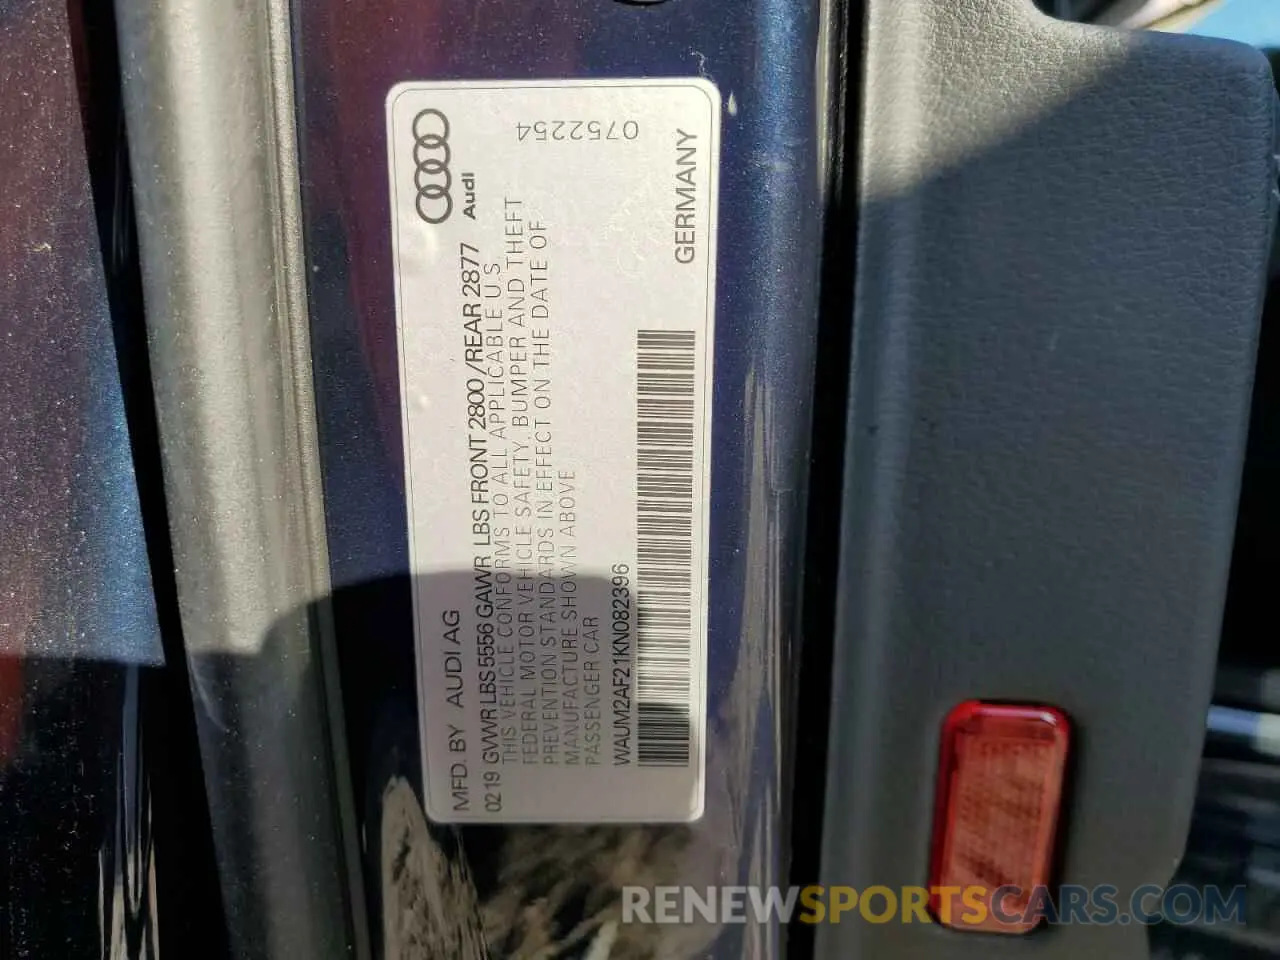 MFD. BY AUDI AG
Audi
0219 GVWR LBS 5556 GAWR LBS FRONT 2800 /REAR 2877
THIS VEHICLE CONFORMS TO ALL APPLICABLE U.S
FEDERAL MOTOR VEHICLE SAFETY, BUMPER AND THEFT
PREVENTION STANDARDS IN EFFECT ON THE DATE OF
MANUFACTURE SHOWN ABOVE
PASSENGER CAR
WAUM2AF21KN082396
GERMANY
0752254
RENEWSPORTSCARS.COM